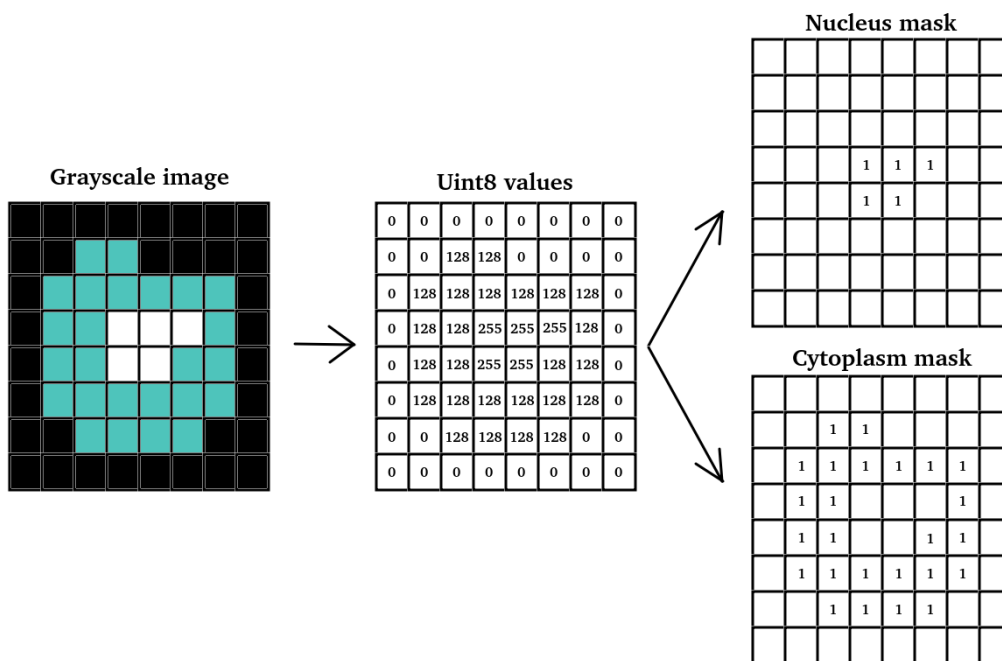 Nucleus mask
1 1 1
1 1
Grayscale image
Uint8 values
0 0 0 0 0 0 0 0
0 0 128 128 0 0 0 0
0 128 128 128 128 128 128 0
0 128 128 255 255 255 128 0
0 128 128 255 255 128 128 0
0 128 128 128 128 128 128 0
0 0 128 128 128 128 0 0
0 0 0 0 0 0 0 0
Cytoplasm mask
1 1
1 1 1 1 1 1
1 1 1
1 1 1 1
1 1 1 1 1 1
1 1 1 1